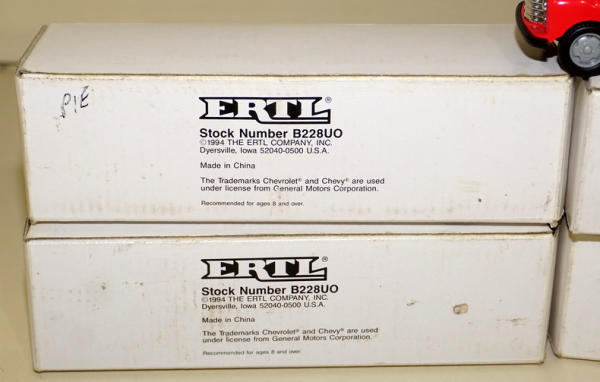 PIE
ERTL®
Stock Number B228UO
©1994 THE ERTL COMPANY, INC.
Dyersville, Iowa 52040-0500 U.S.A.
Made in China
The Trademarks Chevrolet® and Chevy® are used
under license from General Motors Corporation.
Recommended for ages 8 and over.
ERTL®
Stock Number B228UO
©1994 THE ERTL COMPANY, INC.
Dyersville, Iowa 52040-0500 U.S.A.
Made in China
The Trademarks Chevrolet® and Chevy® are used
under license from General Motors Corporation.
Recommended for ages 8 and over.